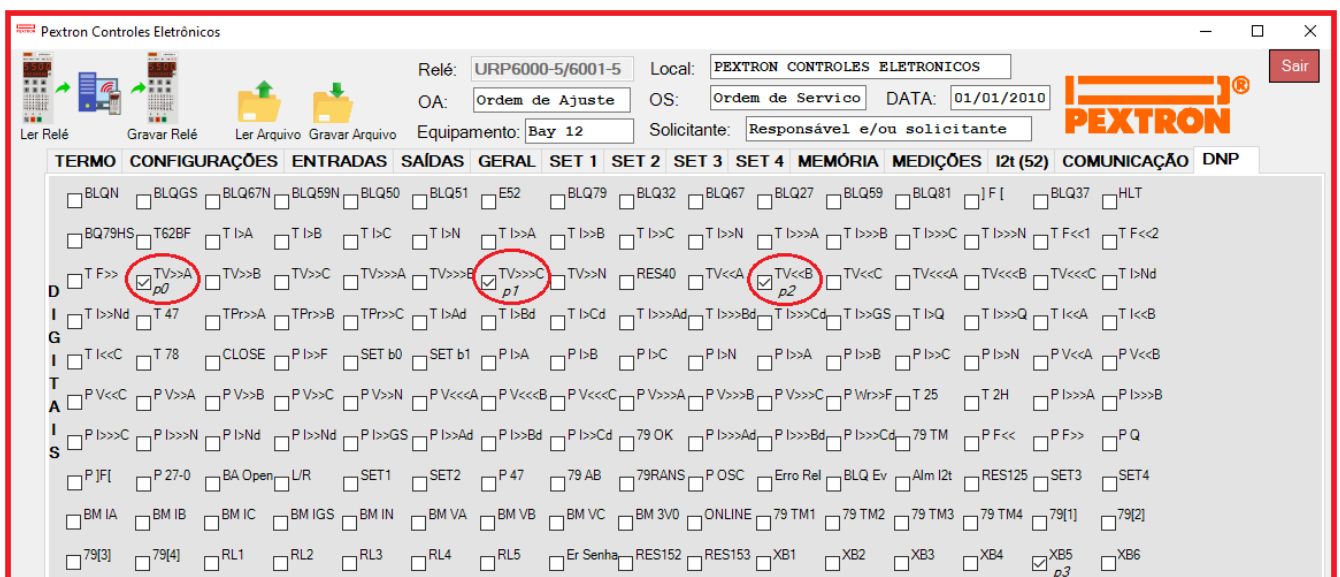 Pextron Controles Eletrônicos
Relé: URP6000-5/6001-5 Local: PEXTRON CONTROLES ELETRONICOS Sair
OA: Ordem de Ajuste OS: Ordem de Servico DATA: 01/01/2010
Ler Relé Gravar Relé Ler Arquivo Gravar Arquivo Equipamento: Bay 12 Solicitante: Responsável e/ou solicitante PEXTRON ®
TERMO CONFIGURAÇÕES ENTRADAS SAÍDAS GERAL SET 1 SET 2 SET 3 SET 4 MEMÓRIA MEDIÇÕES I2t (52) COMUNICAÇÃO DNP
DIGITAIS
BLQN BLQGS BLQ67N BLQ59N BLQ50 BLQ51 E52 BLQ79 BLQ32 BLQ67 BLQ27 BLQ59 BLQ81 ] F [ BLQ37 HLT
BQ79HS T62BF T I>A T I>B T I>C T I>N T I>>A T I>>B T I>>C T I>>N T I>>>A T I>>>B T I>>>C T I>>>N T F<<1 T F<<2
T F>> TV>>A TV>>B TV>>C TV>>>A TV>>>B TV>>>C TV>>N RES40 TV<<A TV<<B TV<<C TV<<<A TV<<<B TV<<<C T I>Nd
p0 p1 p2
T I>>Nd T 47 TPr>>A TPr>>B TPr>>C T I>Ad T I>Bd T I>Cd T I>>>Ad T I>>>Bd T I>>>Cd T I>>GS T I>Q T I>>>Q T I<<A T I<<B
T I<<C T 78 CLOSE P I>>F SET b0 SET b1 P I>A P I>B P I>C P I>N P I>>A P I>>B P I>>C P I>>N P V<<A P V<<B
P V<<C P V>>A P V>>B P V>>C P V>>N P V<<<A P V<<<B P V<<<C P V>>>A P V>>>B P V>>>C P Wr>>F T 25 T 2H P I>>>A P I>>>B
P I>>>C P I>>>N P I>Nd P I>>Nd P I>>GS P I>>Ad P I>>Bd P I>>Cd 79 OK P I>>>Ad P I>>>Bd P I>>>Cd 79 TM P F<< P F>> P Q
P ]F[ P 27-0 BA Open L/R SET1 SET2 P 47 79 AB 79RANS P OSC Erro Rel BLQ Ev Alm I2t RES125 SET3 SET4
BM IA BM IB BM IC BM IGS BM IN BM VA BM VB BM VC BM 3V0 ONLINE 79 TM1 79 TM2 79 TM3 79 TM4 79[1] 79[2]
79[3] 79[4] RL1 RL2 RL3 RL4 RL5 Er Senha RES152 RES153 XB1 XB2 XB3 XB4 XB5 XB6
p3